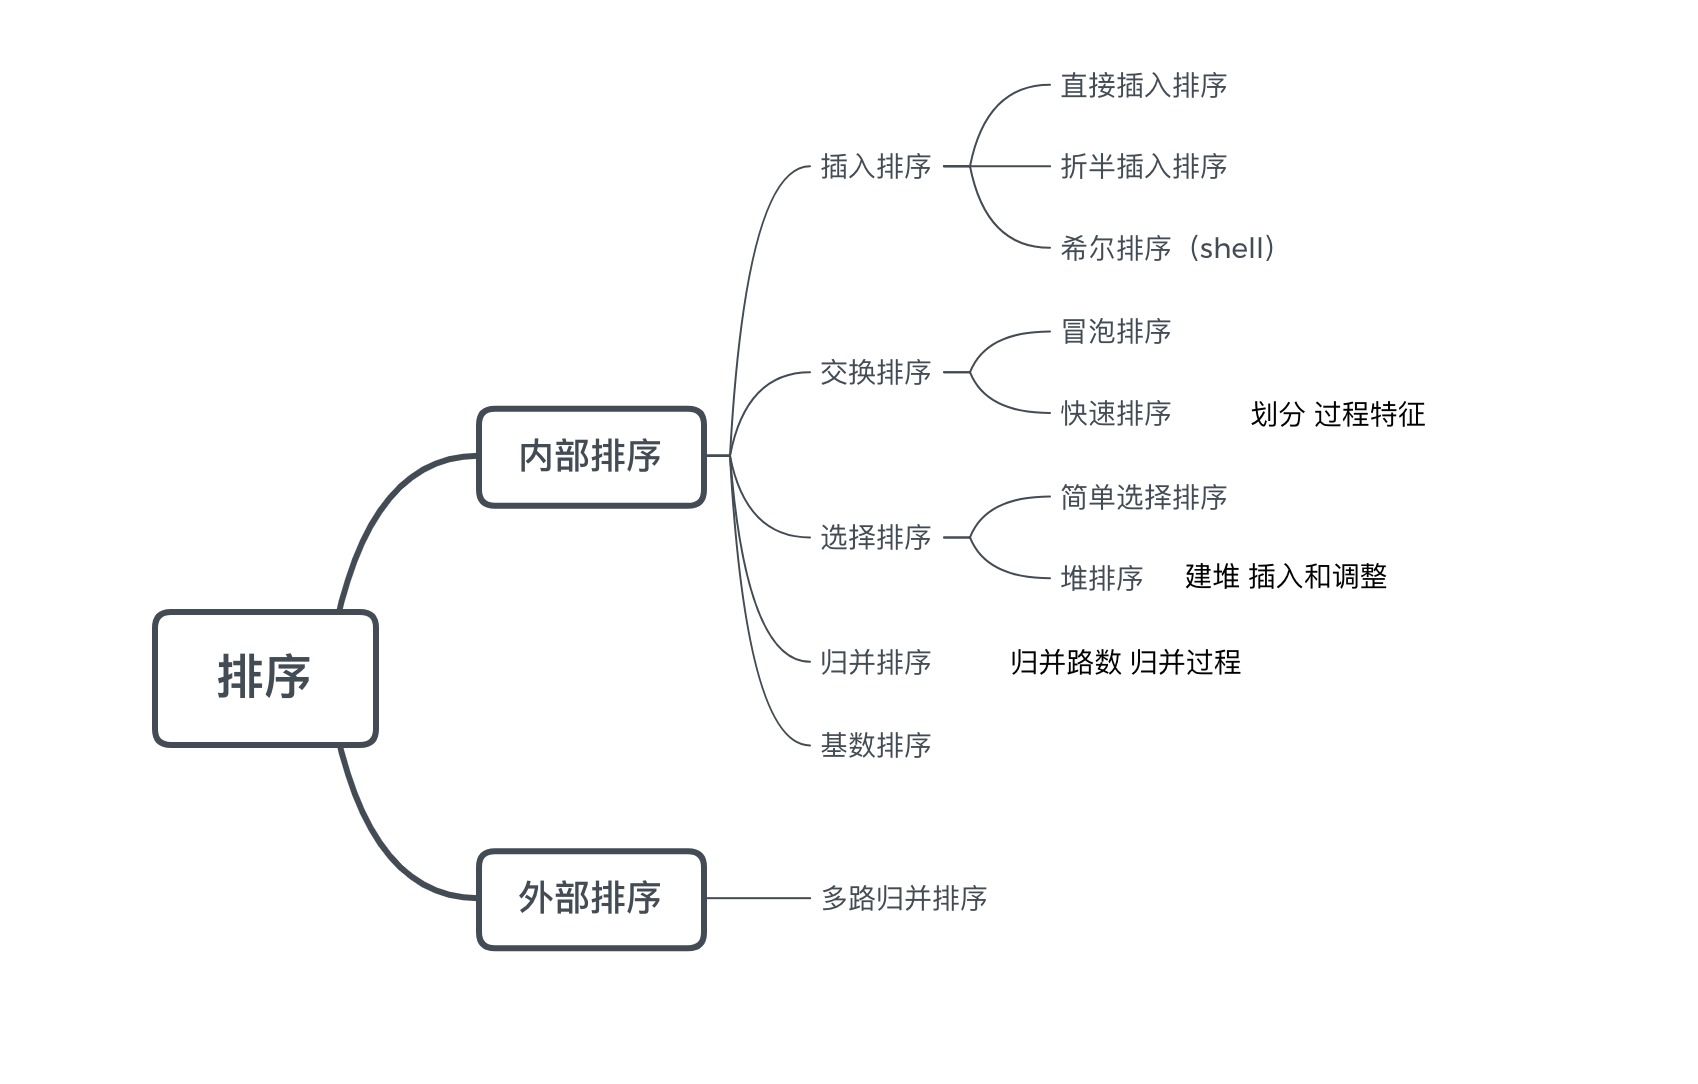 直接插入排序
插入排序
折半插入排序
希尔排序（shell）
冒泡排序
交换排序
快速排序 划分 过程特征
内部排序
简单选择排序
选择排序
堆排序 建堆 插入和调整
排序
归并排序 归并路数 归并过程
基数排序
外部排序
多路归并排序